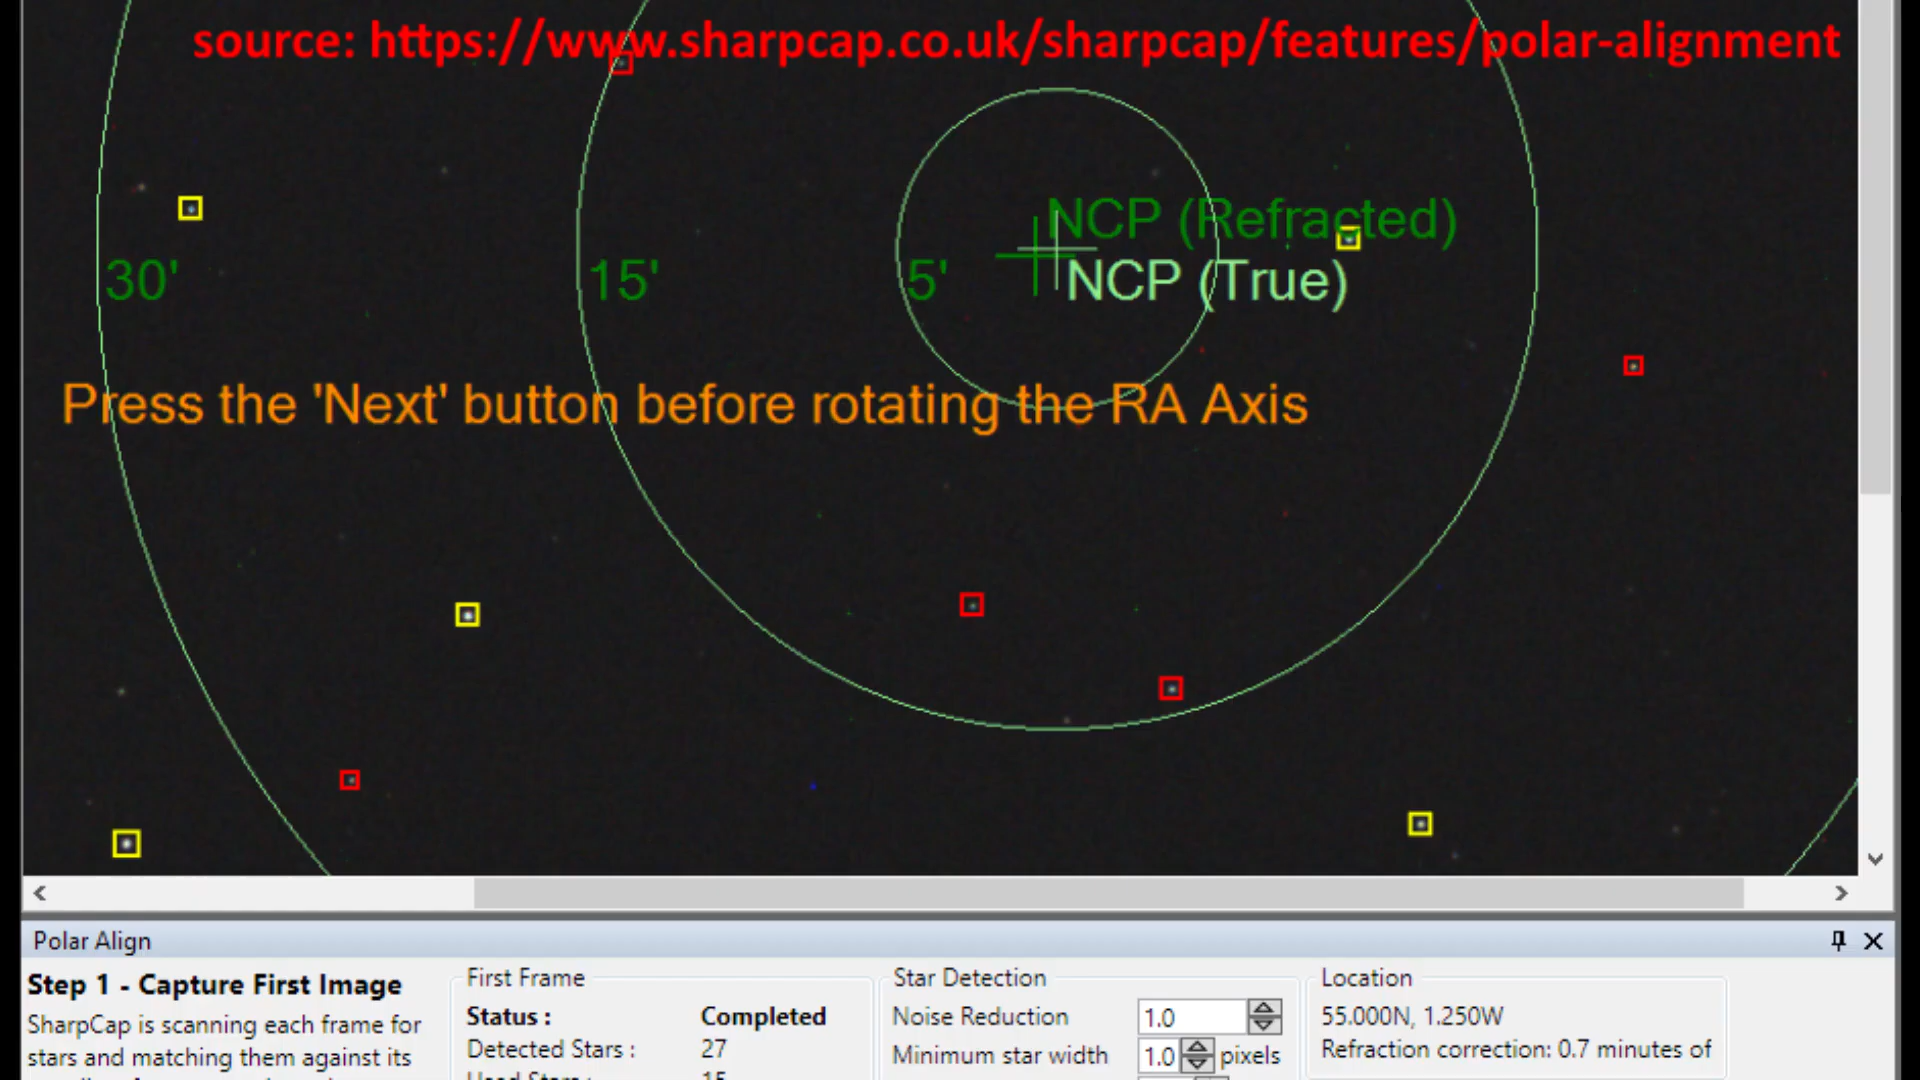 source: https://www.sharpcap.co.uk/sharpcap/features/polar-alignment
NCP (Refracted)
30' 15' 5' NCP (True)
Press the 'Next' button before rotating the RA Axis
Polar Align
Step 1 - Capture First Image
SharpCap is scanning each frame for
stars and matching them against its
First Frame
Status : Completed
Detected Stars : 27
Used Stars : 15
Star Detection
Noise Reduction 1.0
Minimum star width 1.0 pixels
Location
55.000N, 1.250W
Refraction correction: 0.7 minutes of